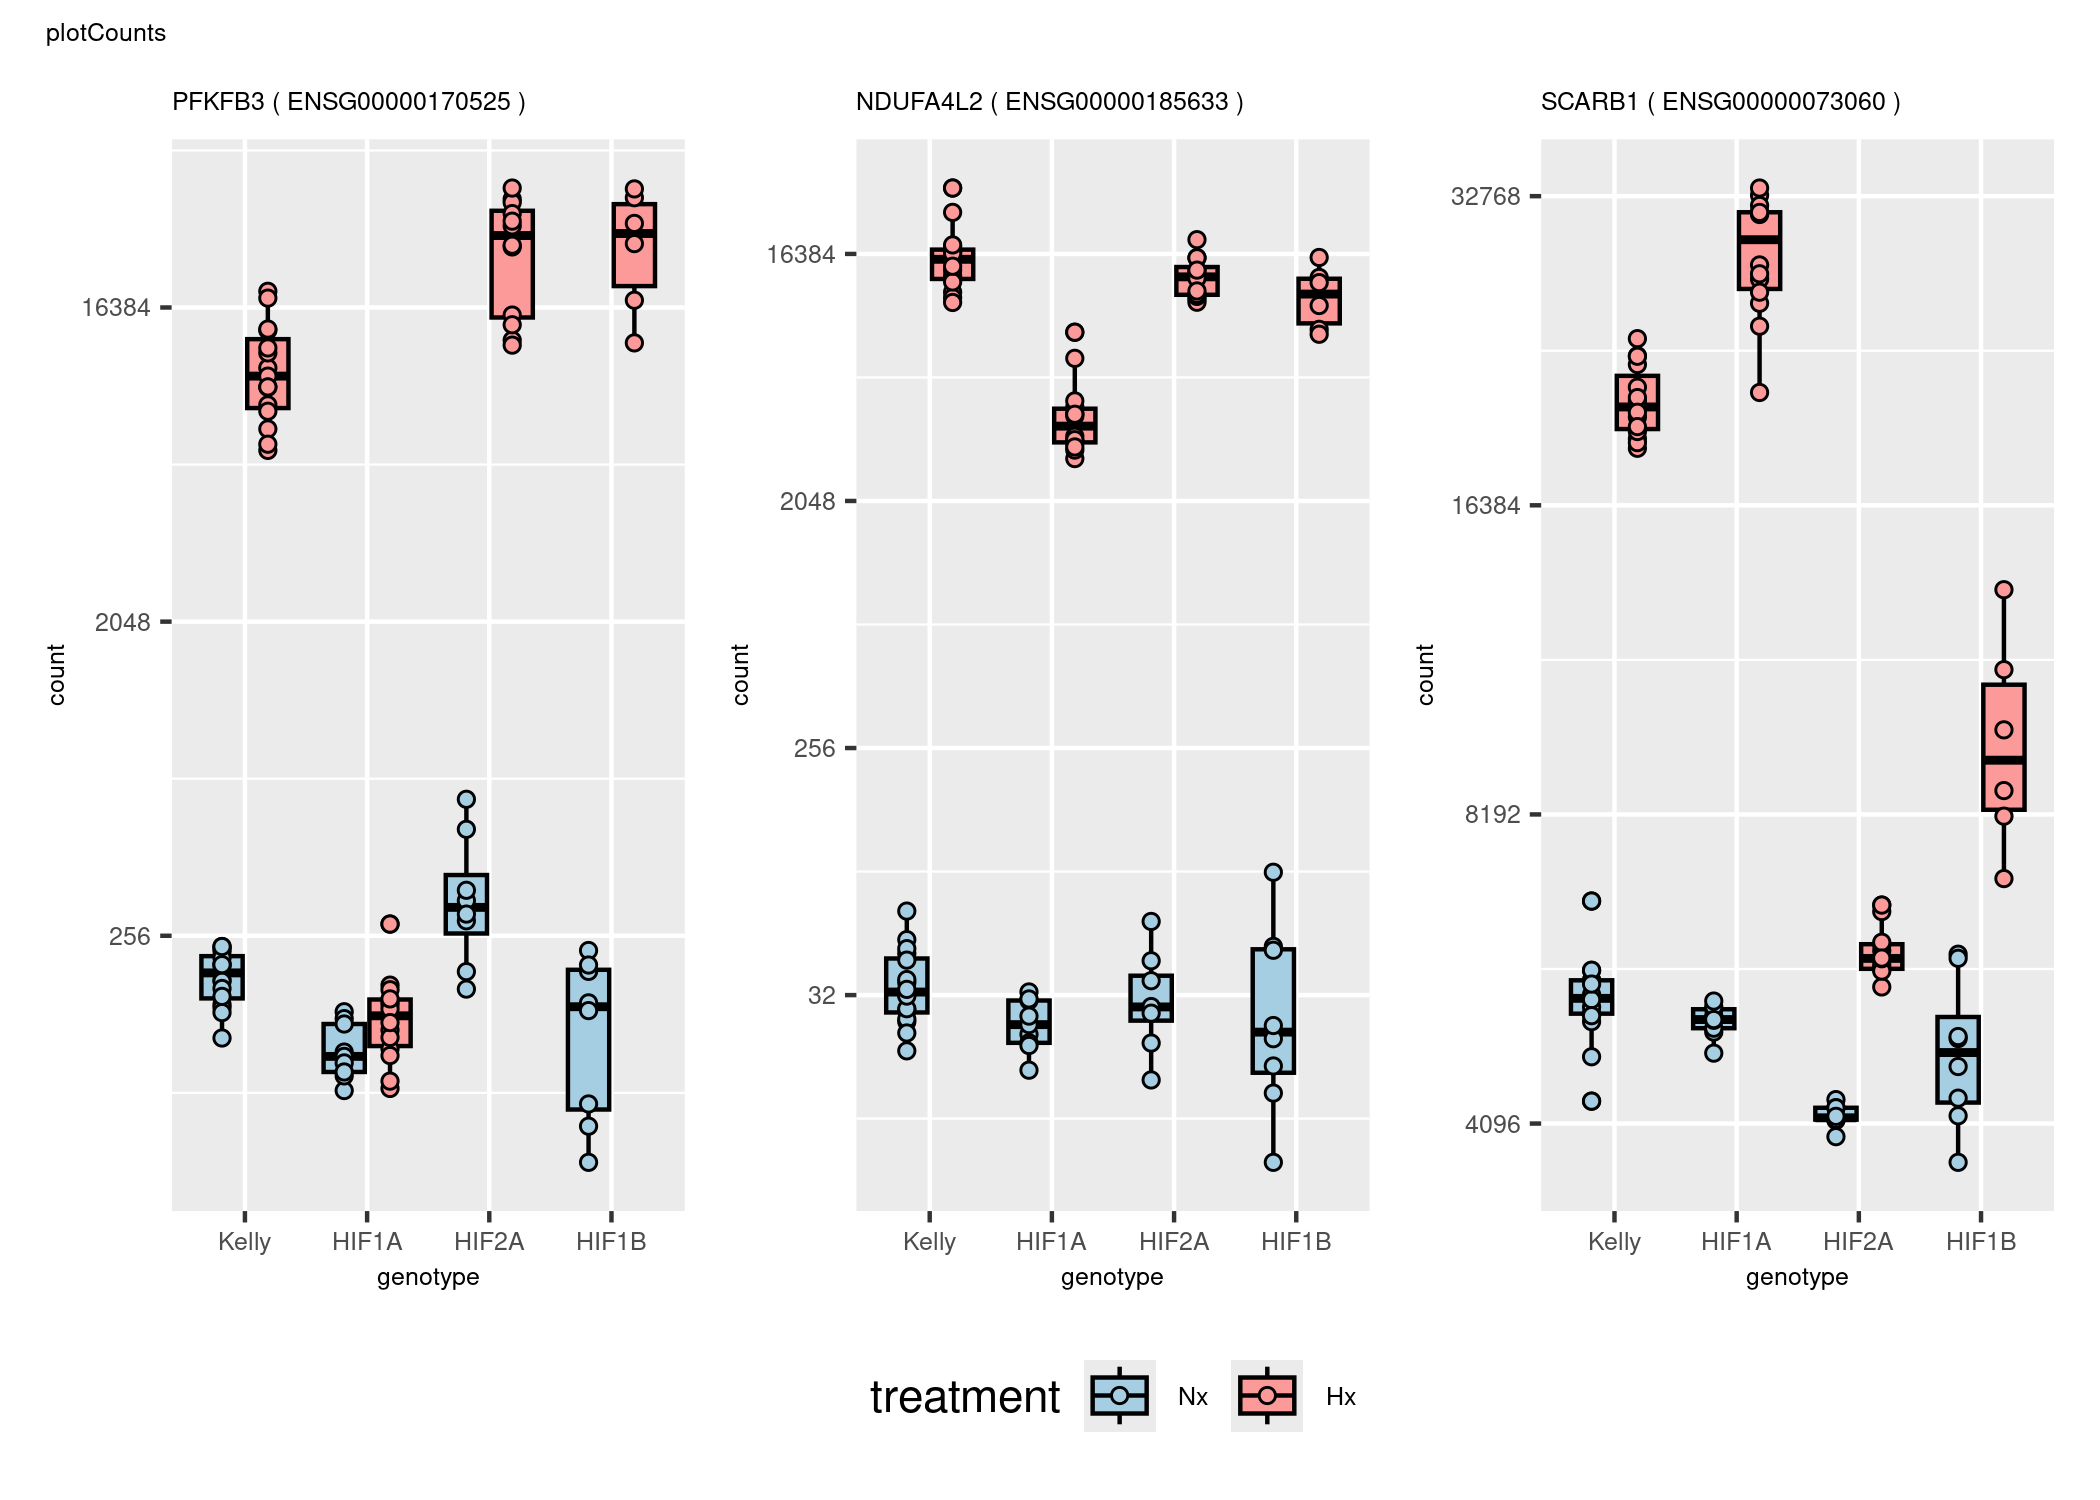 plotCounts
PFKFB3 ( ENSG00000170525 )
NDUFA4L2 ( ENSG00000185633 )
SCARB1 ( ENSG00000073060 )
count
16384
2048
256
Kelly HIF1A HIF2A HIF1B
genotype
count
16384
2048
256
32
Kelly HIF1A HIF2A HIF1B
genotype
count
32768
16384
8192
4096
Kelly HIF1A HIF2A HIF1B
genotype
treatment Nx Hx